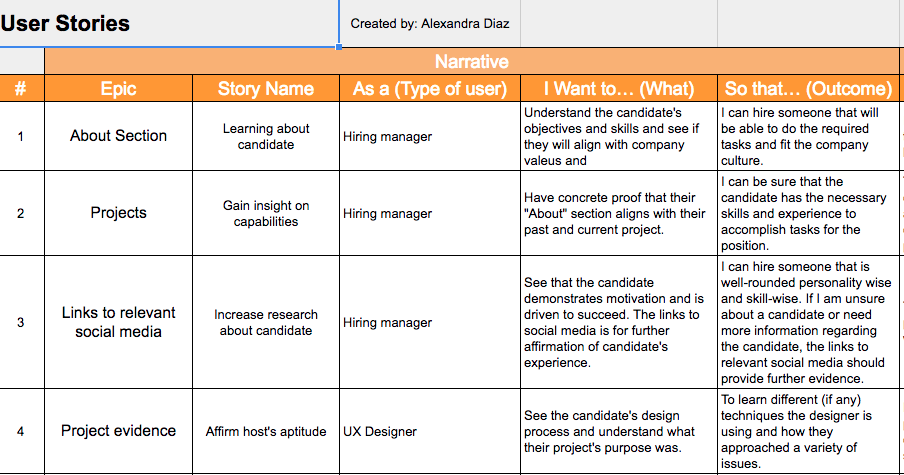 User Stories
Created by: Alexandra Diaz
Narrative
#
Epic
Story Name
As a (Type of user)
I Want to… (What)
So that… (Outcome)
1
About Section
Learning about
candidate
Hiring manager
Understand the candidate's
objectives and skills and see if
they will align with company
valeus and
I can hire someone that will
be able to do the required
tasks and fit the company
culture.
2
Projects
Gain insight on
capabilities
Hiring manager
Have concrete proof that their
"About" section aligns with their
past and current project.
I can be sure that the
candidate has the necessary
skills and experience to
accomplish tasks for the
position.
3
Links to relevant
social media
Increase research
about candidate
Hiring manager
See that the candidate
demonstrates motivation and is
driven to succeed. The links to
social media is for further
affirmation of candidate's
experience.
I can hire someone that is
well-rounded personality wise
and skill-wise. If I am unsure
about a candidate or need
more information regarding
the candidate, the links to
relevant social media should
provide further evidence.
4
Project evidence
Affirm host's aptitude
UX Designer
See the candidate's design
process and understand what
their project's purpose was.
To learn different (if any)
techniques the designer is
using and how they
approached a variety of
issues.